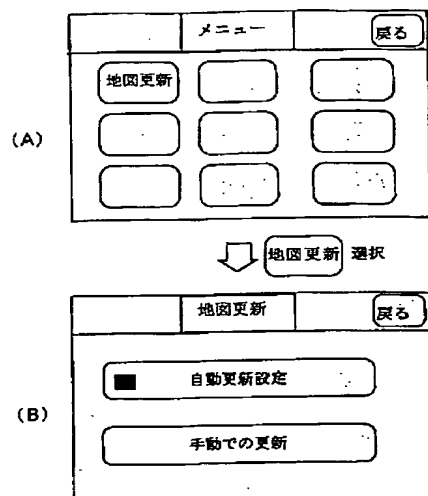 メニュー 戻る
地図更新
(A)
地図更新 選択
地図更新 戻る
自動更新設定
(B)
手動での更新